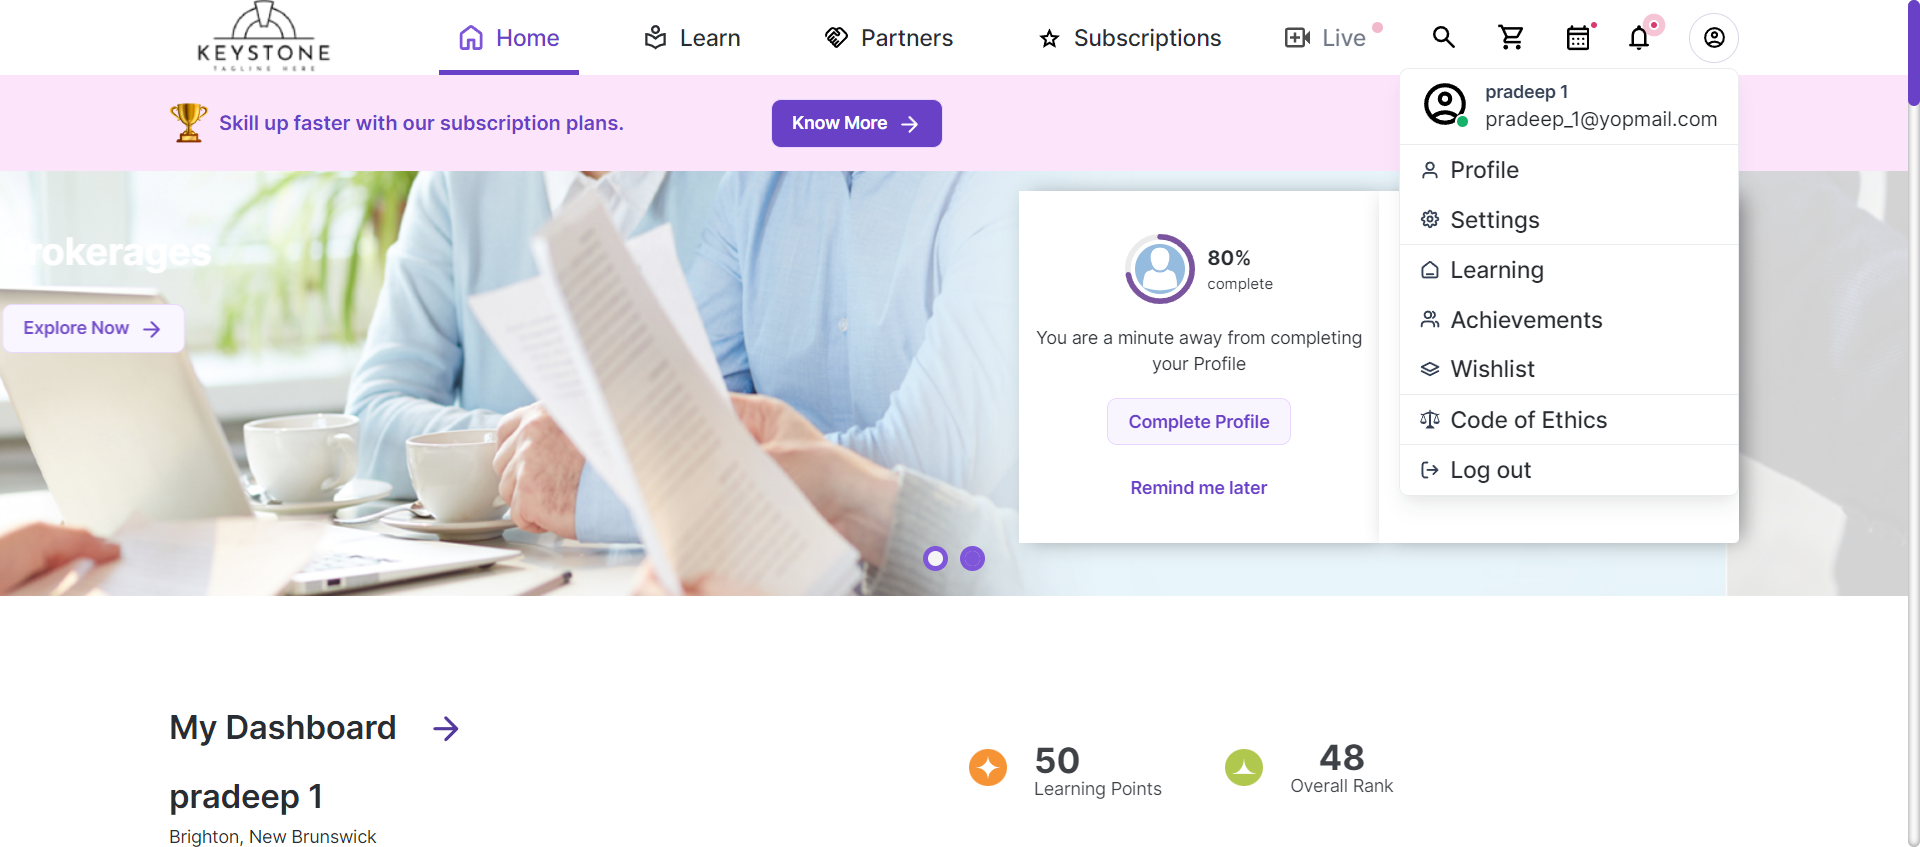 KEYSTONE
TAGLINE HERE
Home
Learn
Partners
Subscriptions
Live
pradeep 1
pradeep_1@yopmail.com
Skill up faster with our subscription plans.
Know More
Profile
Settings
Learning
Achievements
Wishlist
Code of Ethics
Log out
rokerages
Explore Now
80%
complete
You are a minute away from completing
your Profile
Complete Profile
Remind me later
My Dashboard
50
Learning Points
48
Overall Rank
pradeep 1
Brighton, New Brunswick